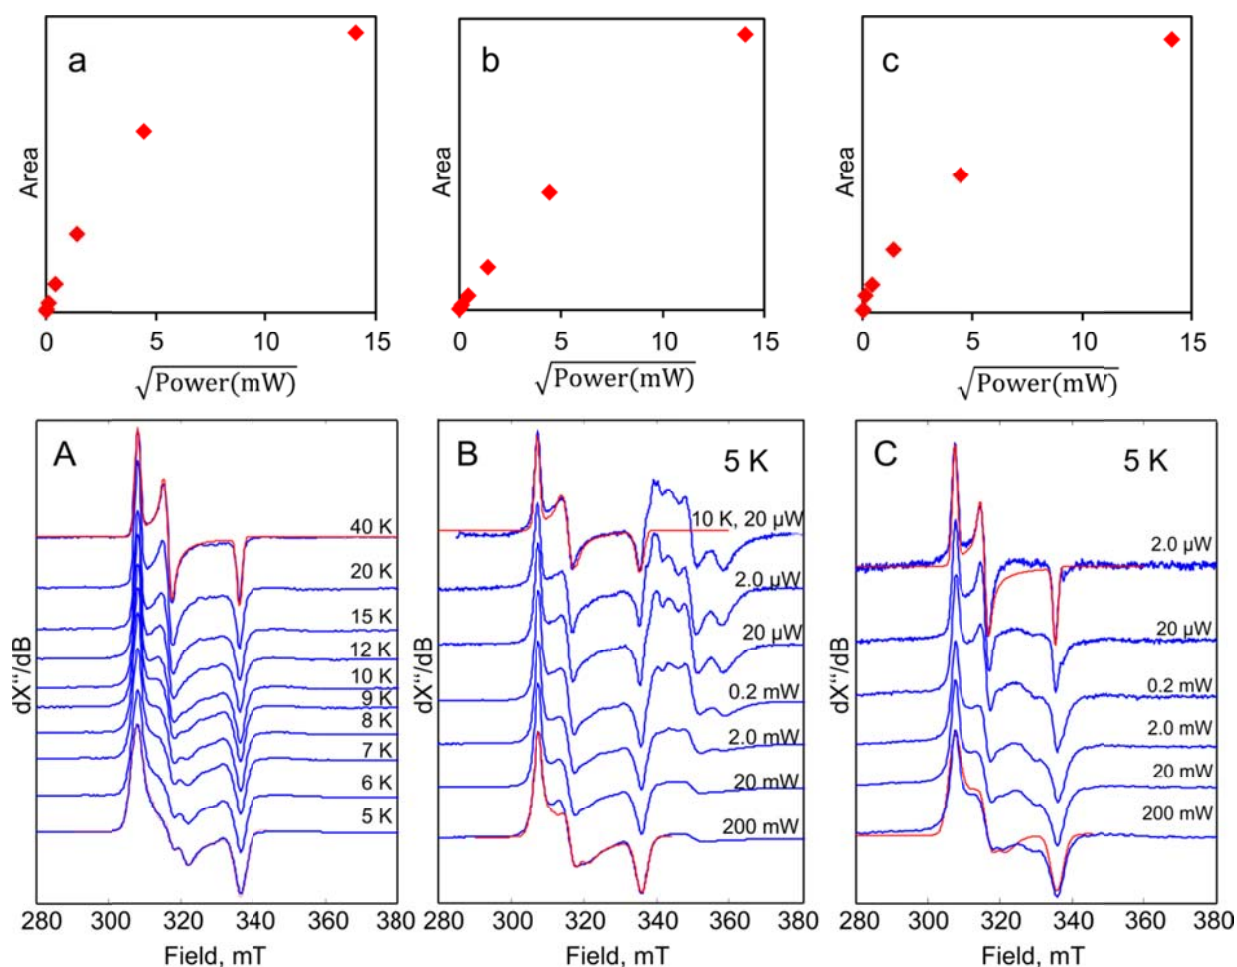 a
Area
0 5 10 15
√Power(mW)
b
Area
0 5 10 15
√Power(mW)
c
Area
0 5 10 15
√Power(mW)
A
40 K
20 K
15 K
12 K
10 K
9 K
8 K
7 K
6 K
5 K
dX“/dB
280 300 320 340 360 380
Field, mT
B
5 K
10 K, 20 µW
2.0 µW
20 µW
0.2 mW
2.0 mW
20 mW
200 mW
dX“/dB
280 300 320 340 360 380
Field, mT
C
5 K
2.0 µW
20 µW
0.2 mW
2.0 mW
20 mW
200 mW
dX“/dB
280 300 320 340 360 380
Field, mT